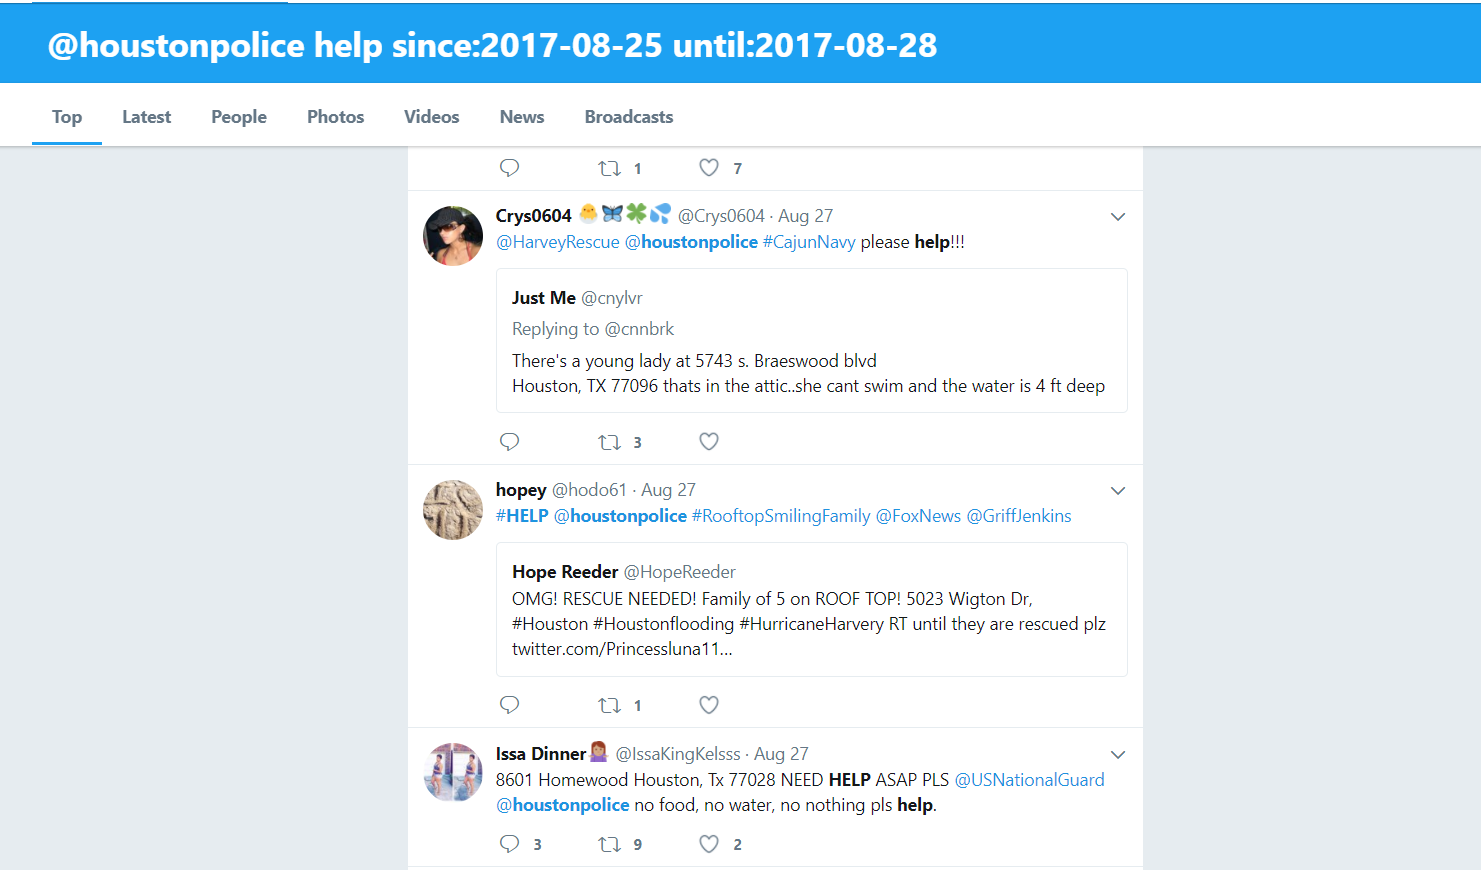 @houstonpolice help since:2017-08-25 until:2017-08-28
Top Latest People Photos Videos News Broadcasts
1 7
Crys0604 @Crys0604 · Aug 27
@HarveyRescue @houstonpolice #CajunNavy please help!!!
Just Me @cnylvr
Replying to @cnnbrk
There's a young lady at 5743 s. Braeswood blvd
Houston, TX 77096 thats in the attic..she cant swim and the water is 4 ft deep
3
hopey @hodo61 · Aug 27
#HELP @houstonpolice #RooftopSmilingFamily @FoxNews @GriffJenkins
Hope Reeder @HopeReeder
OMG! RESCUE NEEDED! Family of 5 on ROOF TOP! 5023 Wigton Dr,
#Houston #Houstonflooding #HurricaneHarvery RT until they are rescued plz
twitter.com/Princessluna11...
1
Issa Dinner @IssaKingKelsss · Aug 27
8601 Homewood Houston, Tx 77028 NEED HELP ASAP PLS @USNationalGuard
@houstonpolice no food, no water, no nothing pls help.
3 9 2